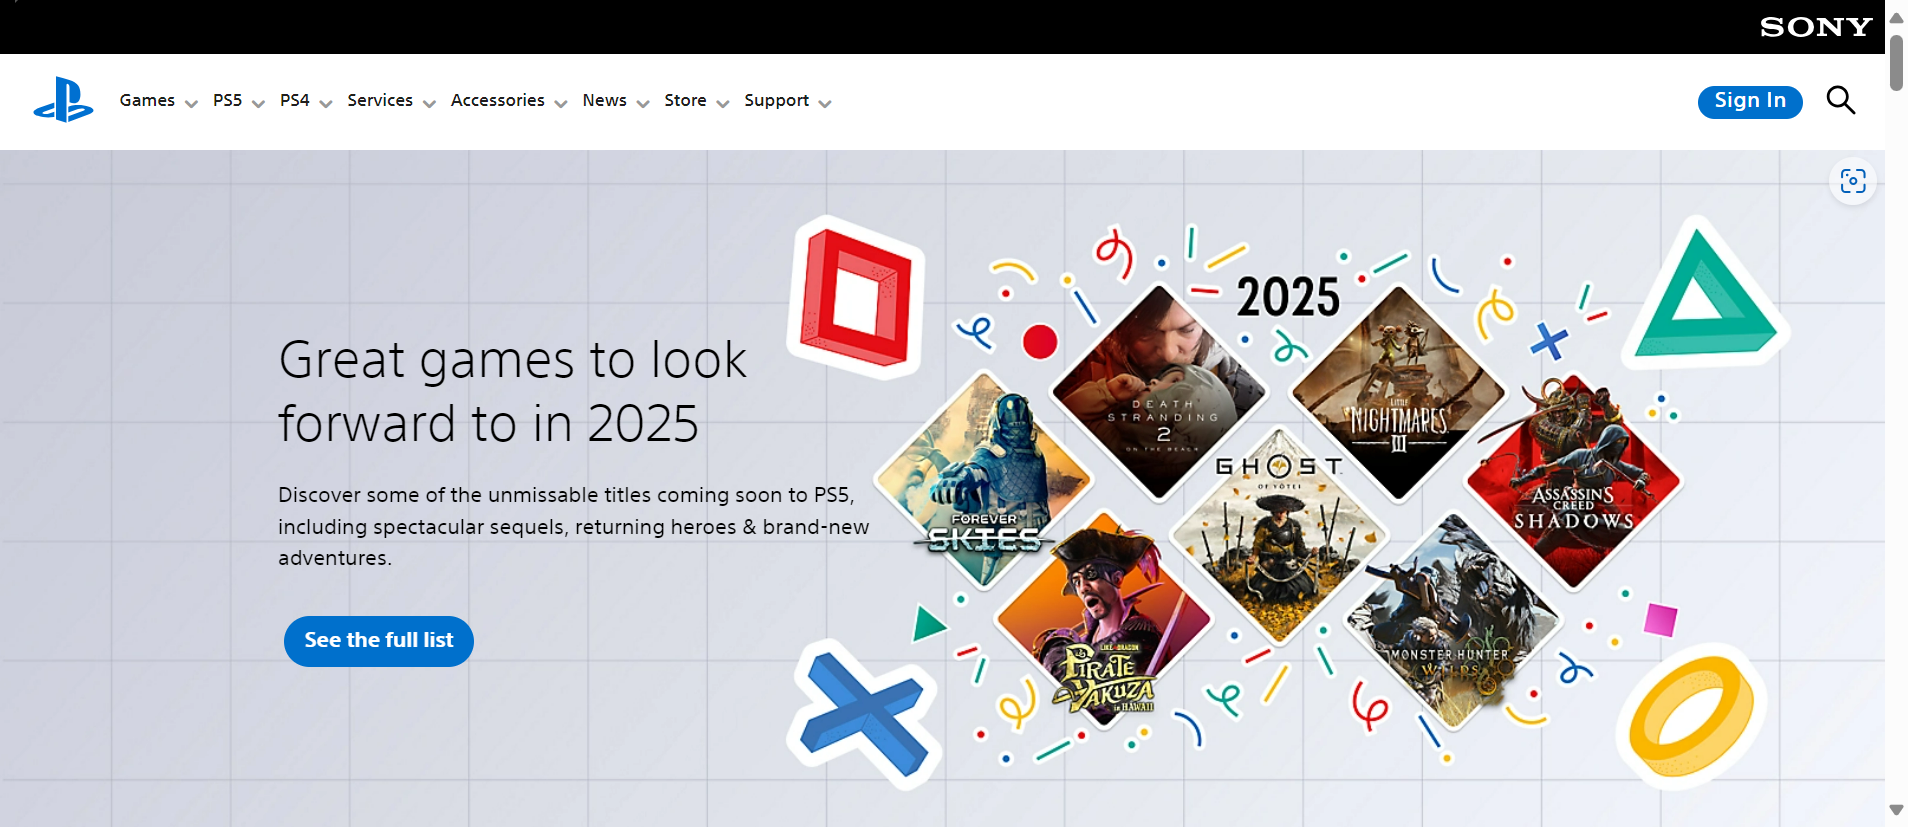 SONY
Games PS5 PS4 Services Accessories News Store Support
Sign In
Great games to look
forward to in 2025
Discover some of the unmissable titles coming soon to PS5,
including spectacular sequels, returning heroes & brand-new
adventures.
See the full list
2025
DEATH
STRANDING
2
ON THE BEACH
LITTLE
NIGHTMARES
III
GHOST
OF YŌTEI
ASSASSIN'S
CREED
SHADOWS
FOREVER
SKIES
LIKE A DRAGON
PIRATE
YAKUZA
in HAWAII
MONSTER HUNTER
WILDS